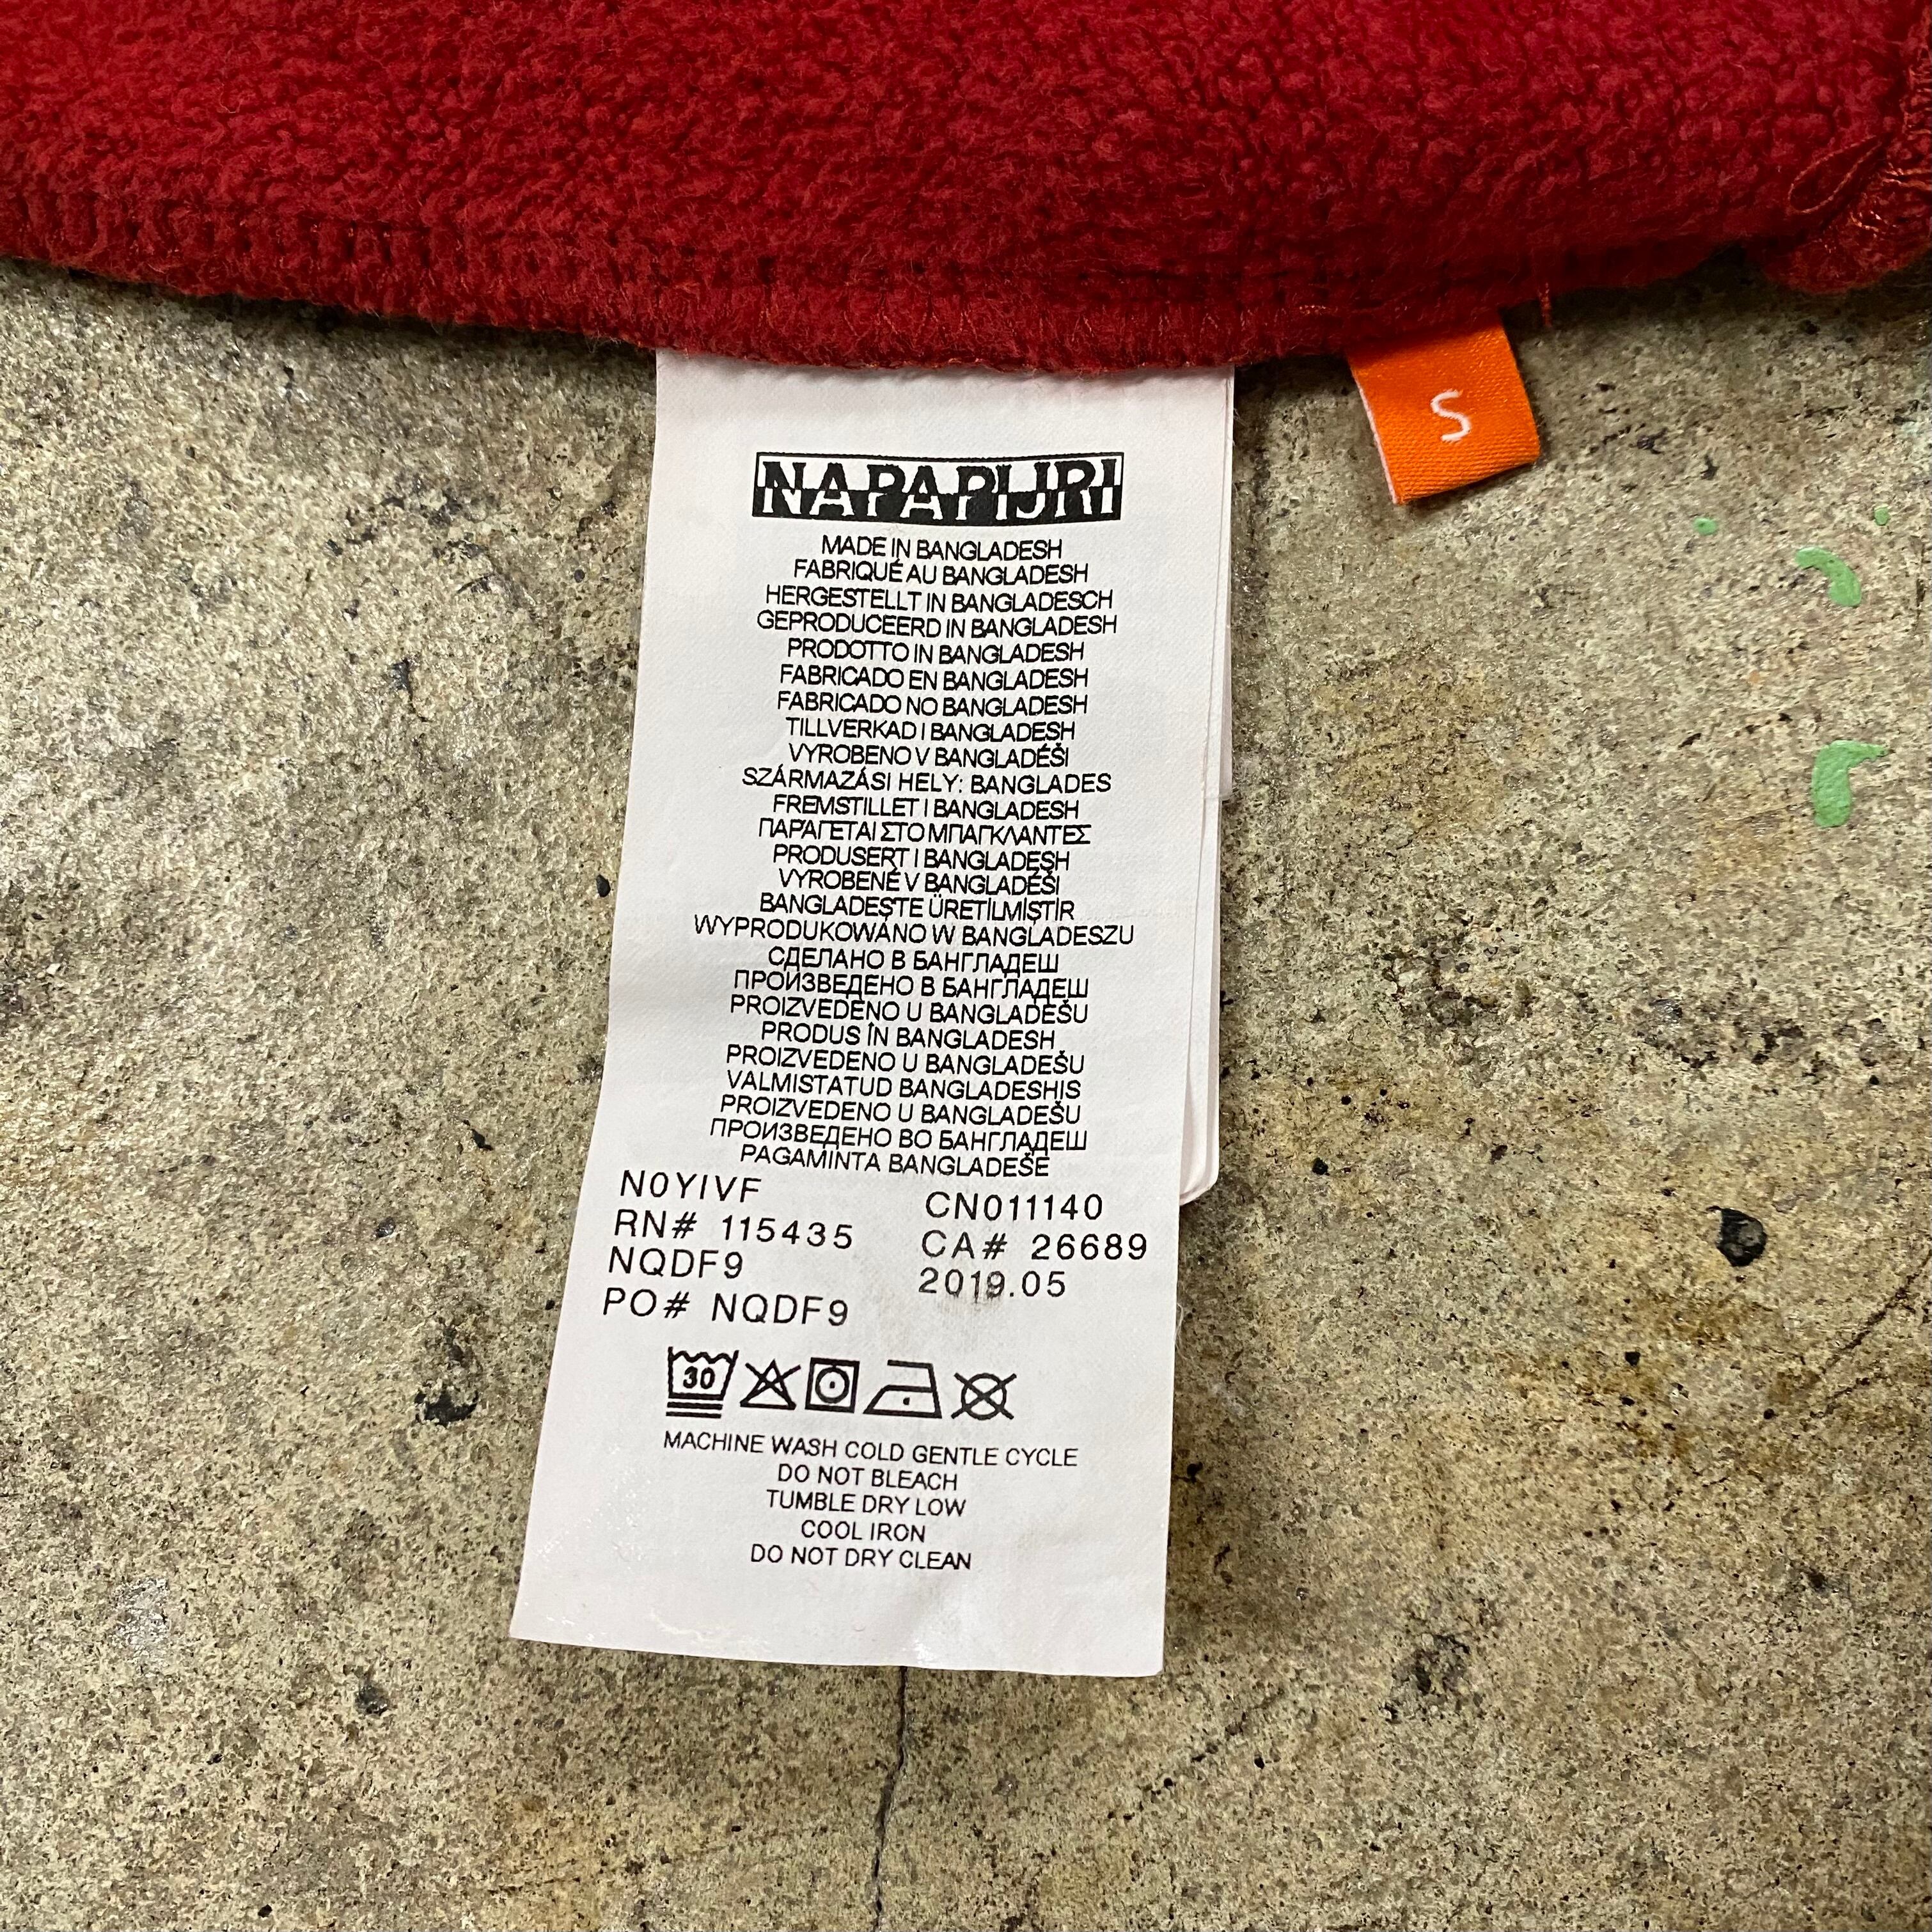 S
NAPAPIJRI
MADE IN BANGLADESH
FABRIQUÉ AU BANGLADESH
HERGESTELLT IN BANGLADESCH
GEPRODUCEERD IN BANGLADESH
PRODOTTO IN BANGLADESH
FABRICADO EN BANGLADESH
FABRICADO NO BANGLADESH
TILLVERKAD I BANGLADESH
VYROBENO V BANGLADÉŠI
SZÁRMAZÁSI HELY: BANGLADES
FREMSTILLET I BANGLADESH
ΠΑΡΑΓΕΤΑΙ ΣΤΟ ΜΠΑΓΚΛΑΝΤΕΣ
PRODUSERT I BANGLADESH
VYROBENÉ V BANGLADÉŠI
BANGLADEŞTE ÜRETİLMİŞTİR
WYPRODUKOWANO W BANGLADESZU
СДЕЛАНО В БАНГЛАДЕШ
ПРОИЗВЕДЕНО В БАНГЛАДЕШ
PROIZVEDENO U BANGLADEŠU
PRODUS ÎN BANGLADESH
PROIZVEDENO U BANGLADEŠU
VALMISTATUD BANGLADESHIS
PROIZVEDENO U BANGLADEŠU
ПРОИЗВЕДЕНО ВО БАНГЛАДЕШ
PAGAMINTA BANGLADEŠE
N0YIVF CN011140
RN# 115435 CA# 26689
NQDF9 2019.05
PO# NQDF9
30
MACHINE WASH COLD GENTLE CYCLE
DO NOT BLEACH
TUMBLE DRY LOW
COOL IRON
DO NOT DRY CLEAN